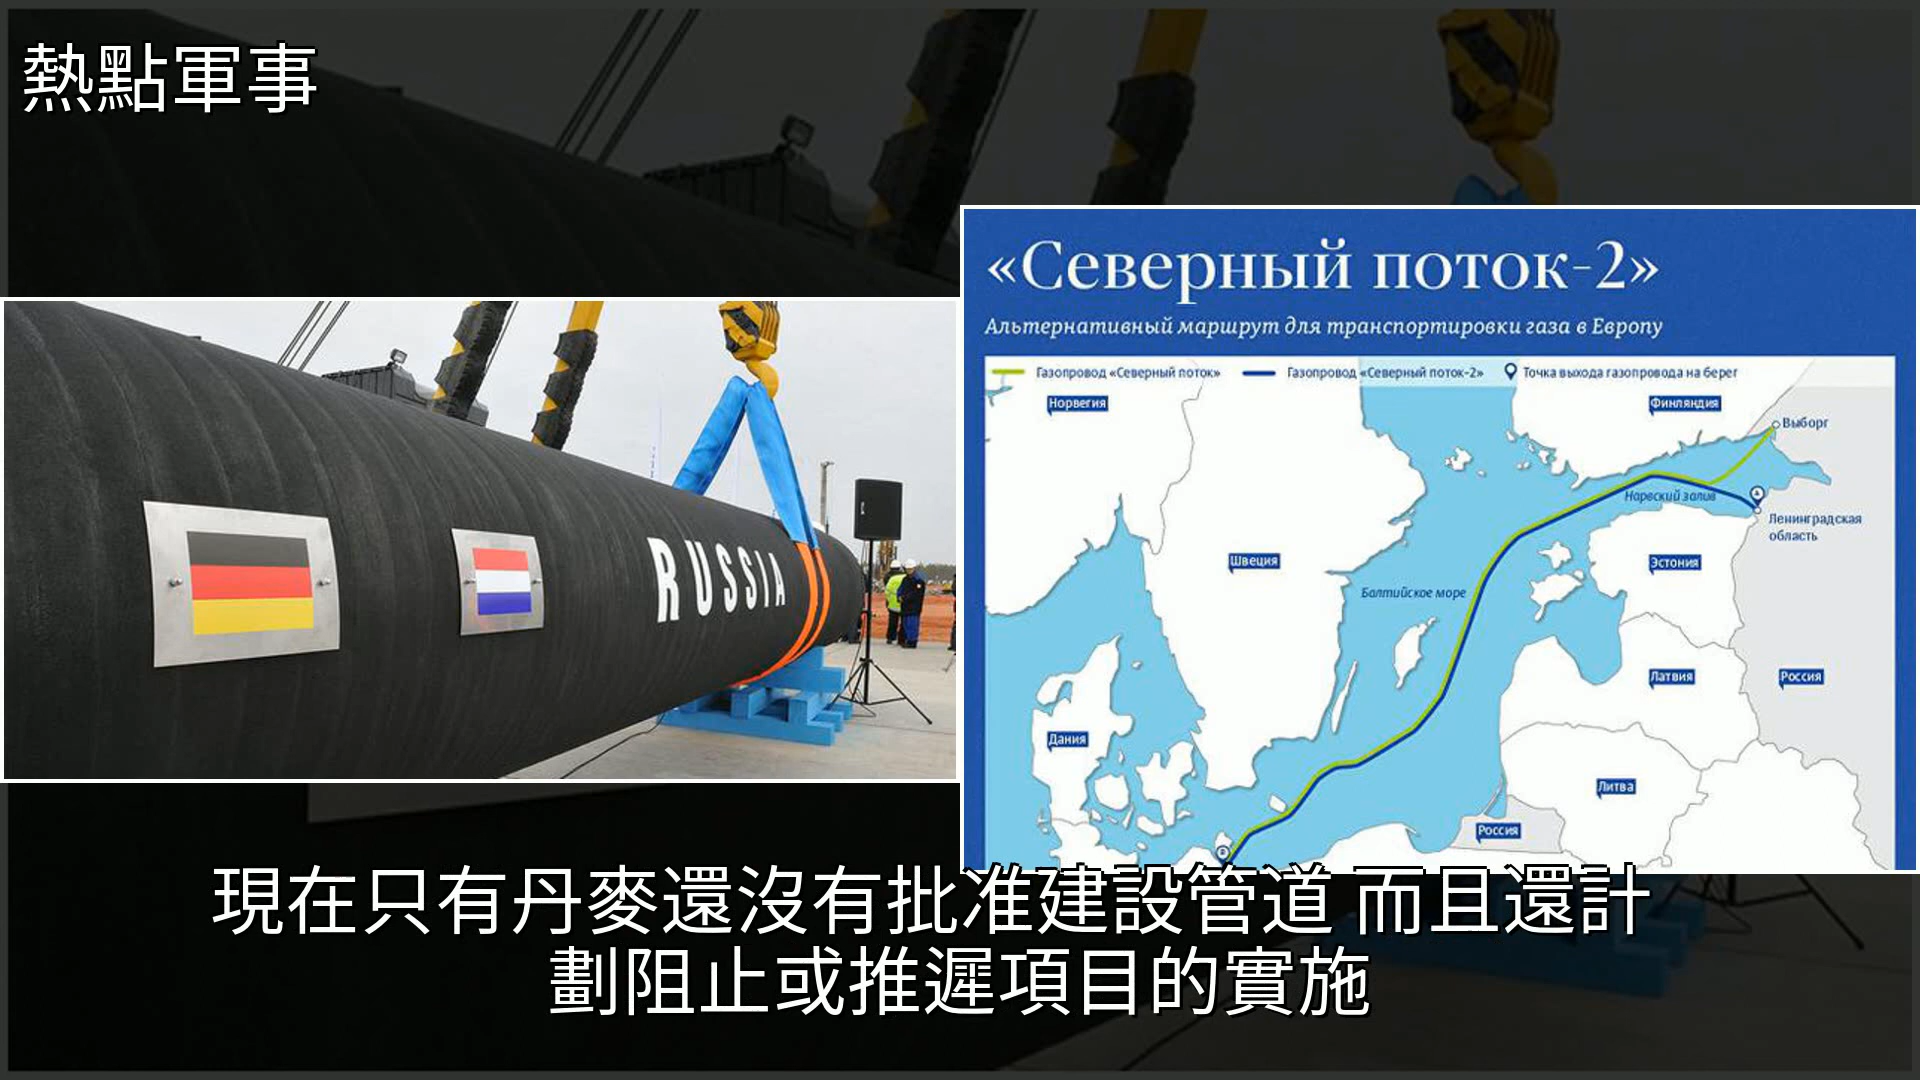 熱點軍事
RUSSIA
«Северный поток-2»
Альтернативный маршрут для транспортировки газа в Европу
Газопровод «Северный поток»
Газопровод «Северный поток-2»
Точка выхода газопровода на берег
Норвегия
Финляндия
Выборг
Нарвский залив
Ленинградская
область
Швеция
Эстония
Балтийское море
Латвия
Россия
Дания
Литва
Россия
現在只有丹麥還沒有批准建設管道 而且還計
劃阻止或推遲項目的實施